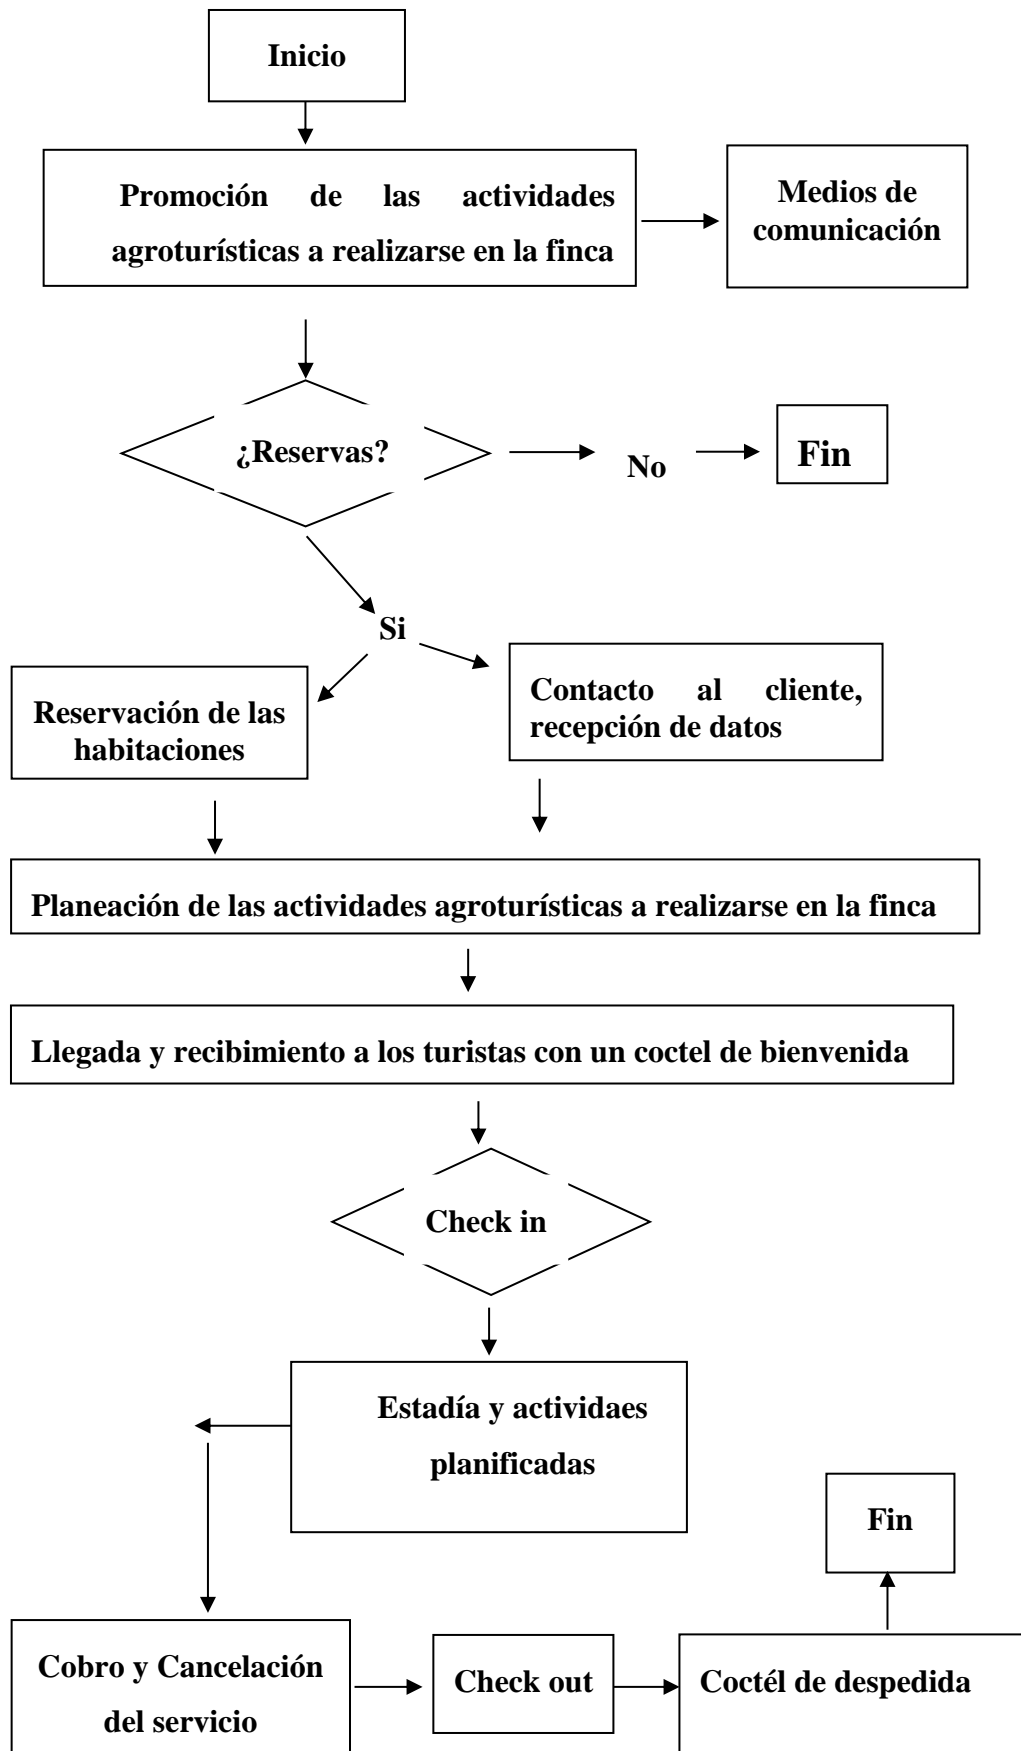 Inicio
Promoción de las actividades
agroturísticas a realizarse en la finca
Medios de
comunicación
¿Reservas?
No
Fin
Si
Reservación de las
habitaciones
Contacto al cliente,
recepción de datos
Planeación de las actividades agroturísticas a realizarse en la finca
Llegada y recibimiento a los turistas con un coctel de bienvenida
Check in
Estadía y actividaes
planificadas
Fin
Cobro y Cancelación
del servicio
Check out
Coctél de despedida